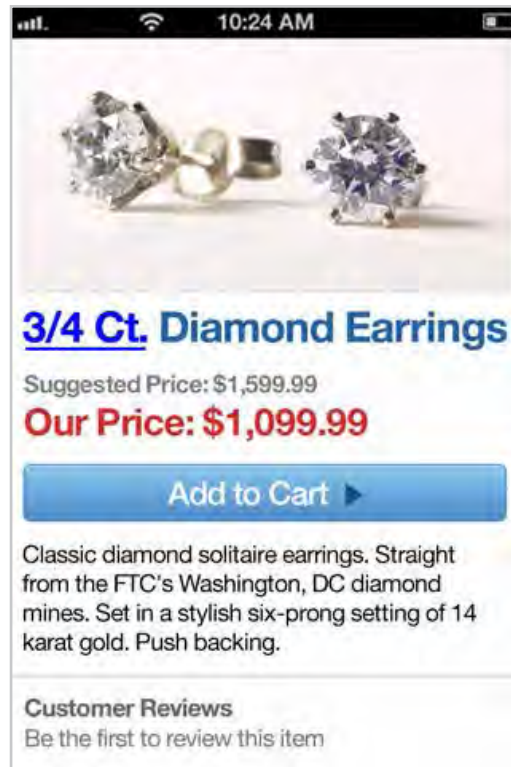 10:24 AM
3/4 Ct. Diamond Earrings
Suggested Price: $1,599.99
Our Price: $1,099.99
Add to Cart
Classic diamond solitaire earrings. Straight
from the FTC's Washington, DC diamond
mines. Set in a stylish six-prong setting of 14
karat gold. Push backing.
Customer Reviews
Be the first to review this item